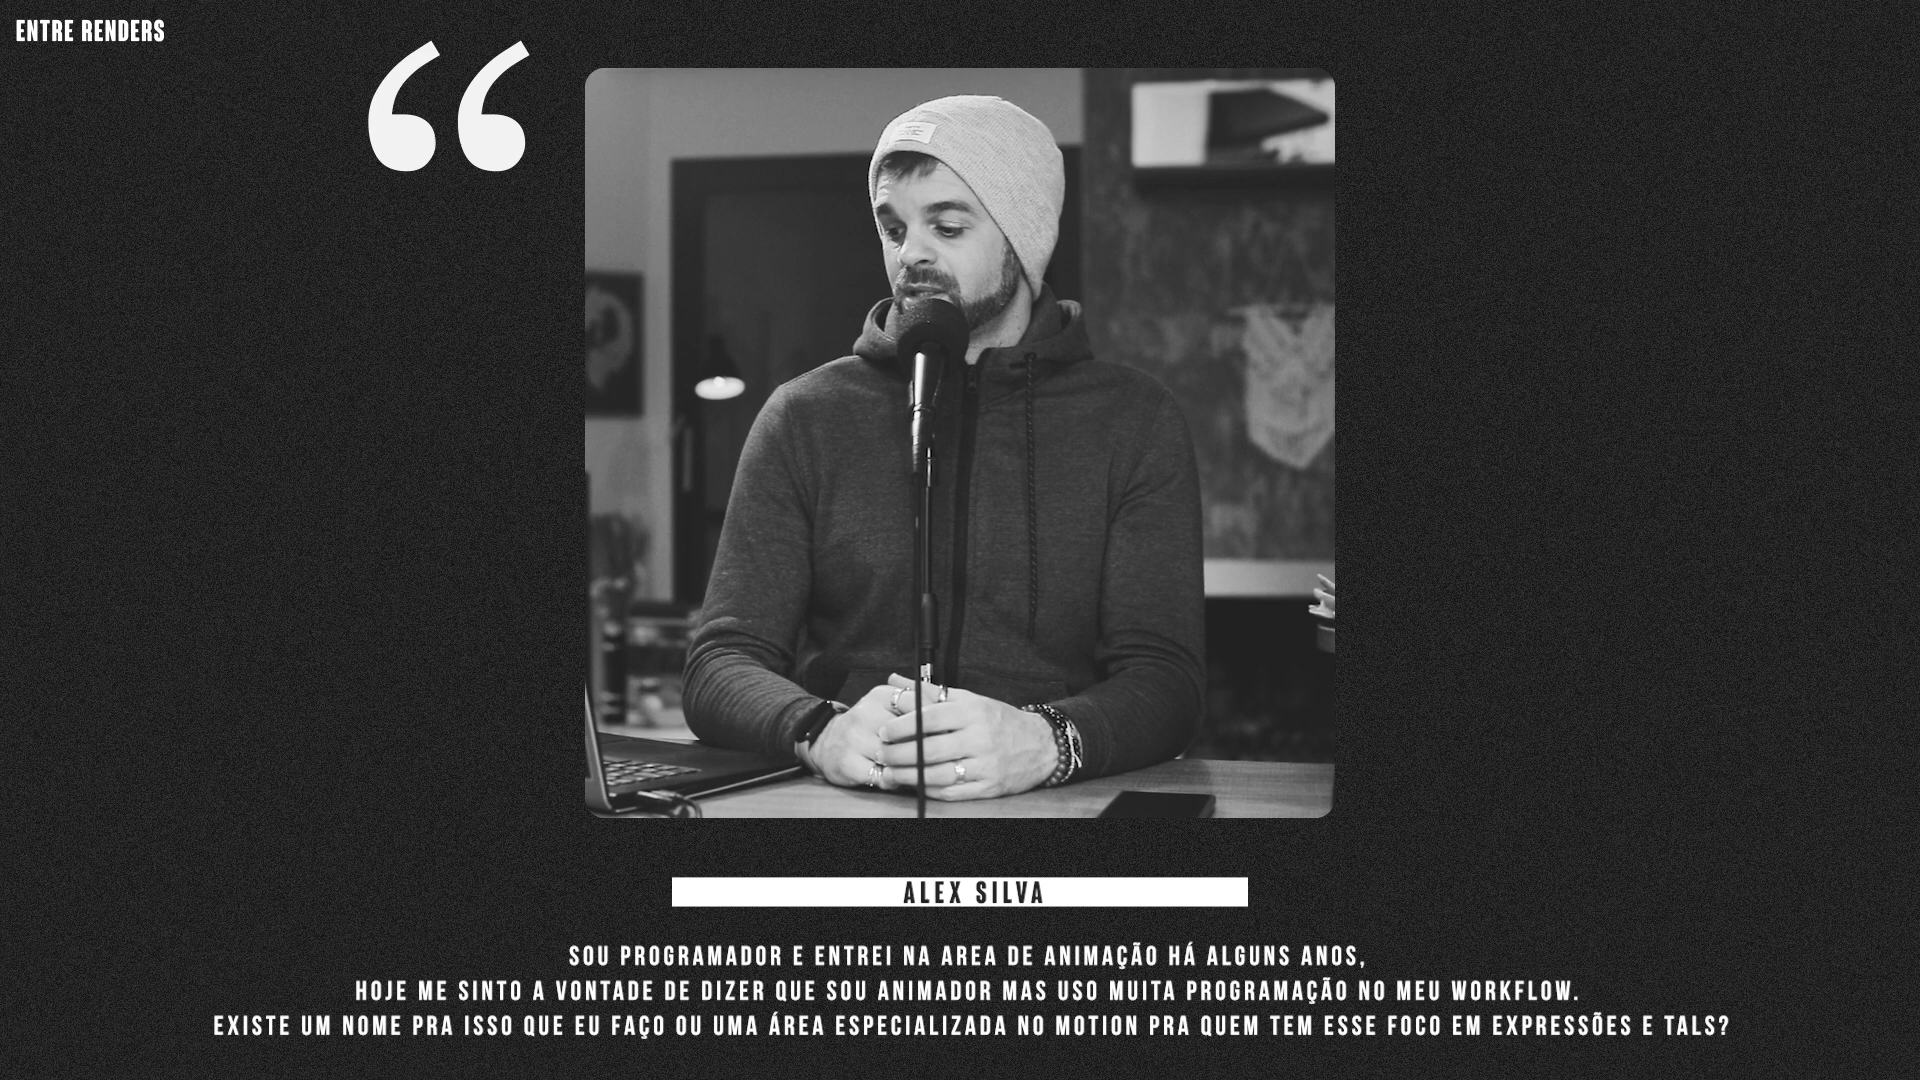 ENTRE RENDERS
“
ALEX SILVA
SOU PROGRAMADOR E ENTREI NA AREA DE ANIMAÇÃO HÁ ALGUNS ANOS,
HOJE ME SINTO A VONTADE DE DIZER QUE SOU ANIMADOR MAS USO MUITA PROGRAMAÇÃO NO MEU WORKFLOW.
EXISTE UM NOME PRA ISSO QUE EU FAÇO OU UMA ÁREA ESPECIALIZADA NO MOTION PRA QUEM TEM ESSE FOCO EM EXPRESSÕES E TALS?